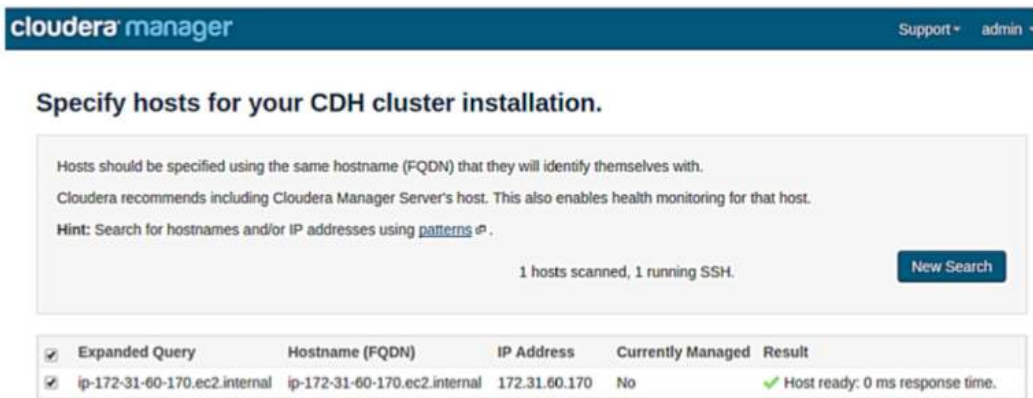 cloudera manager Support admin
Specify hosts for your CDH cluster installation.
Hosts should be specified using the same hostname (FQDN) that they will identify themselves with.
Cloudera recommends including Cloudera Manager Server's host. This also enables health monitoring for that host.
Hint: Search for hostnames and/or IP addresses using patterns .
1 hosts scanned, 1 running SSH. New Search
Expanded Query Hostname (FQDN) IP Address Currently Managed Result
ip-172-31-60-170.ec2.internal ip-172-31-60-170.ec2.internal 172.31.60.170 No Host ready: 0 ms response time.